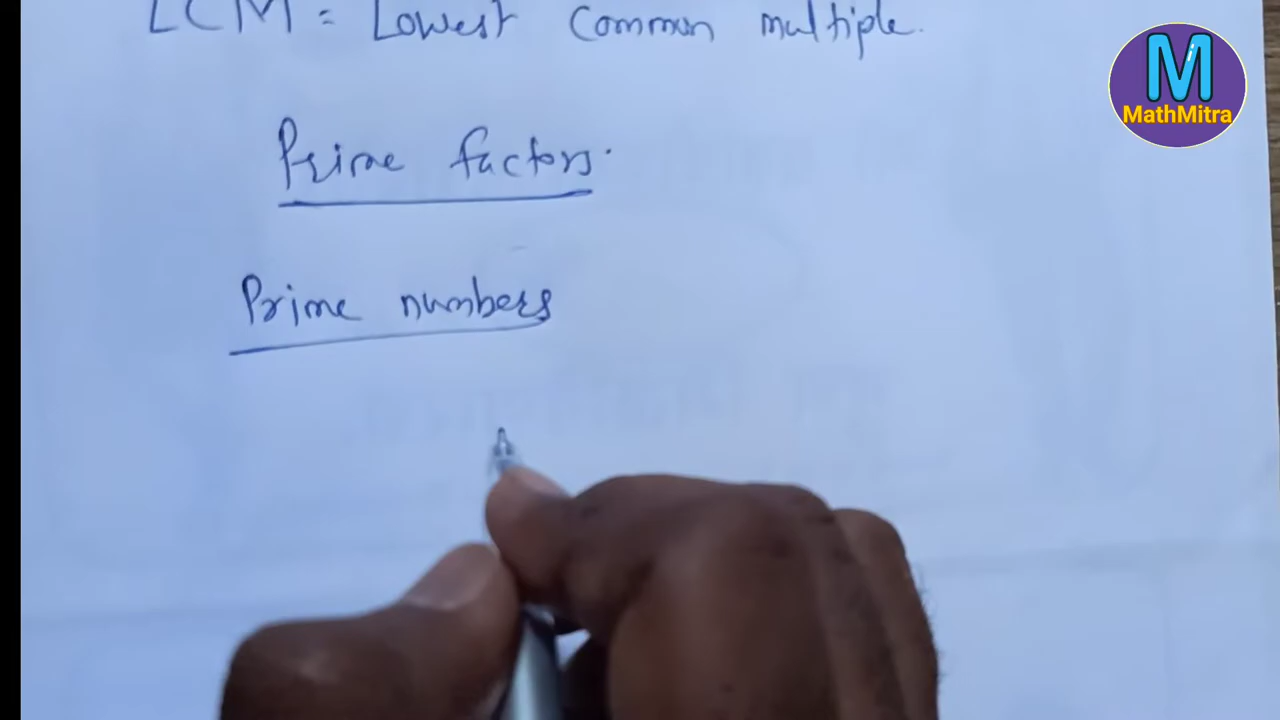 LCM = Lowest common multiple.
Prime factors.
Prime numbers
M
MathMitra